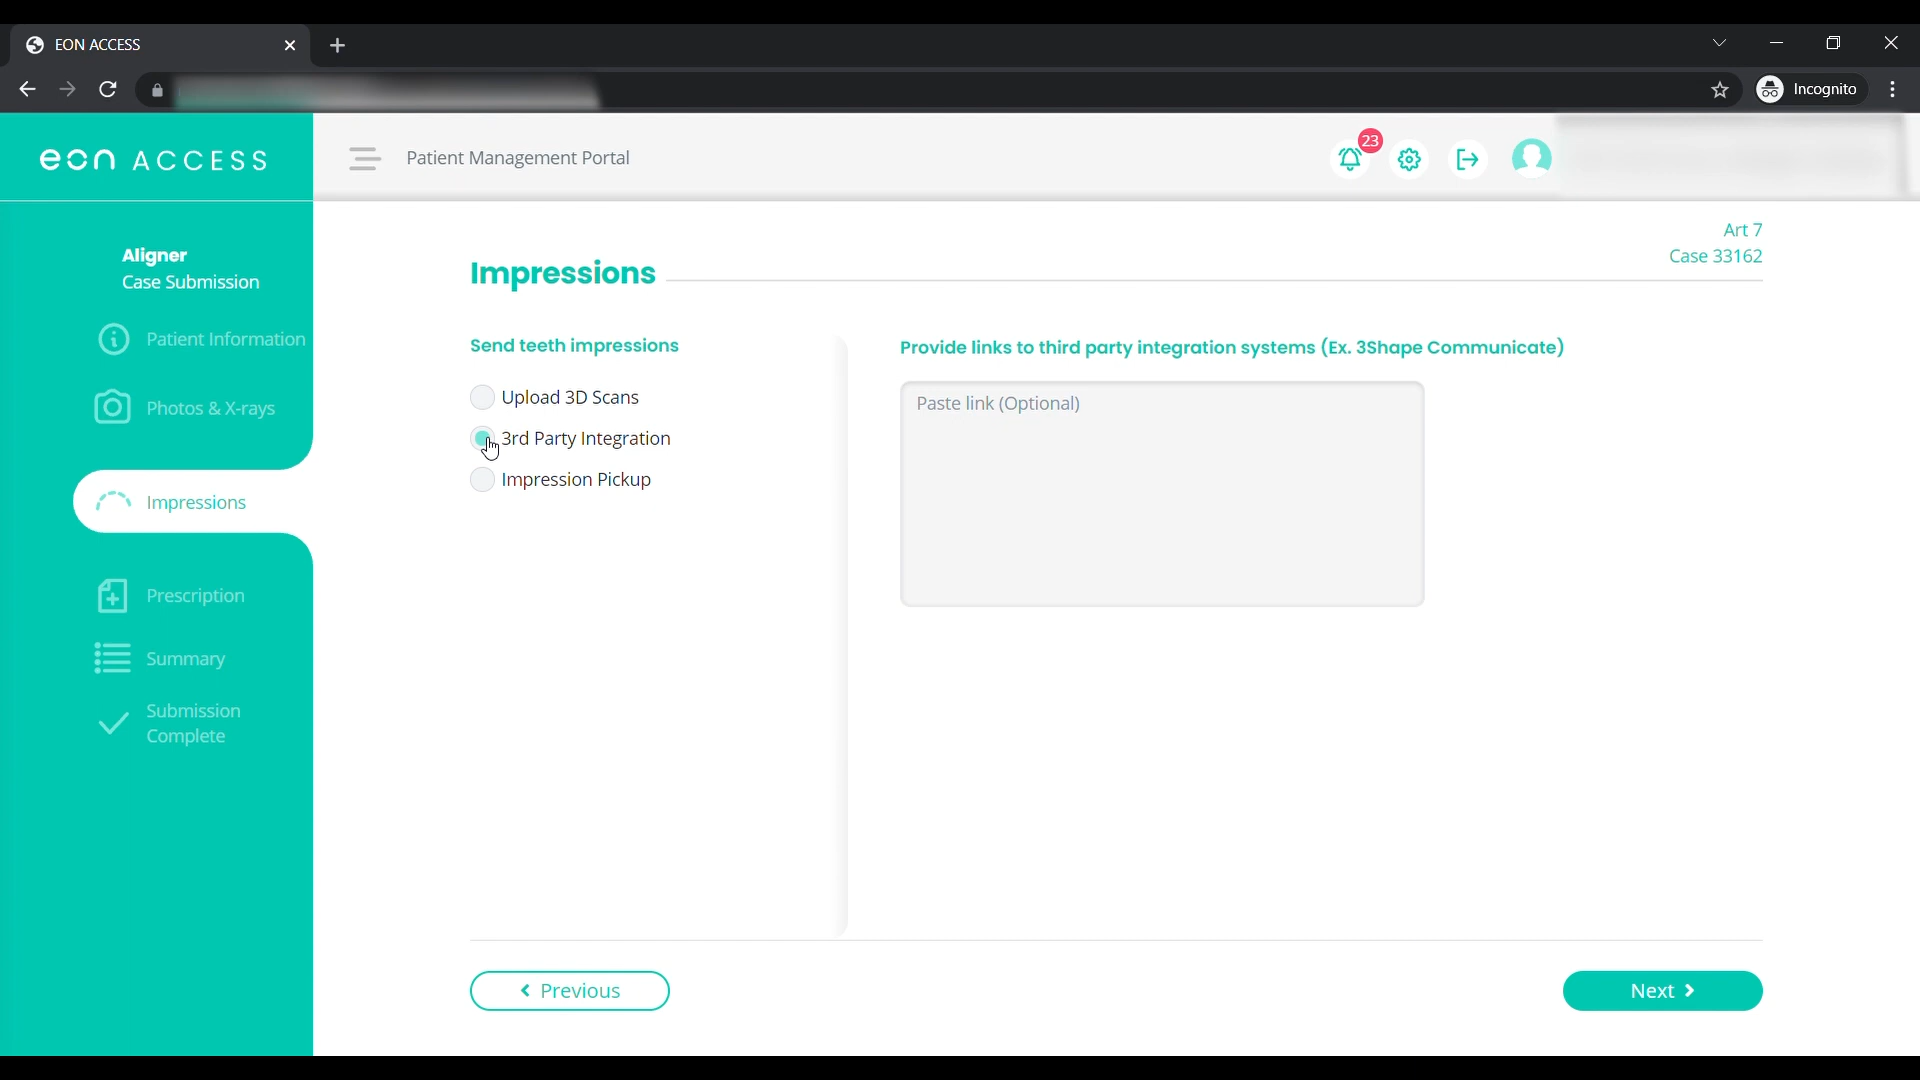 EON ACCESS
Incognito
eon ACCESS
Patient Management Portal
23
Art 7
Case 33162
Aligner
Case Submission
Patient Information
Photos & X-rays
Impressions
Prescription
Summary
Submission
Complete
Impressions
Send teeth impressions
Upload 3D Scans
3rd Party Integration
Impression Pickup
Provide links to third party integration systems (Ex. 3Shape Communicate)
Paste link (Optional)
Previous
Next